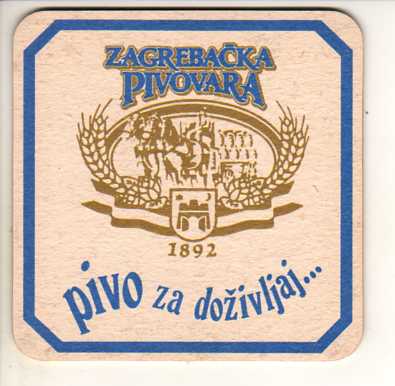 ZAGREBAČKA
PIVOVARA
1892
pivo za doživljaj...